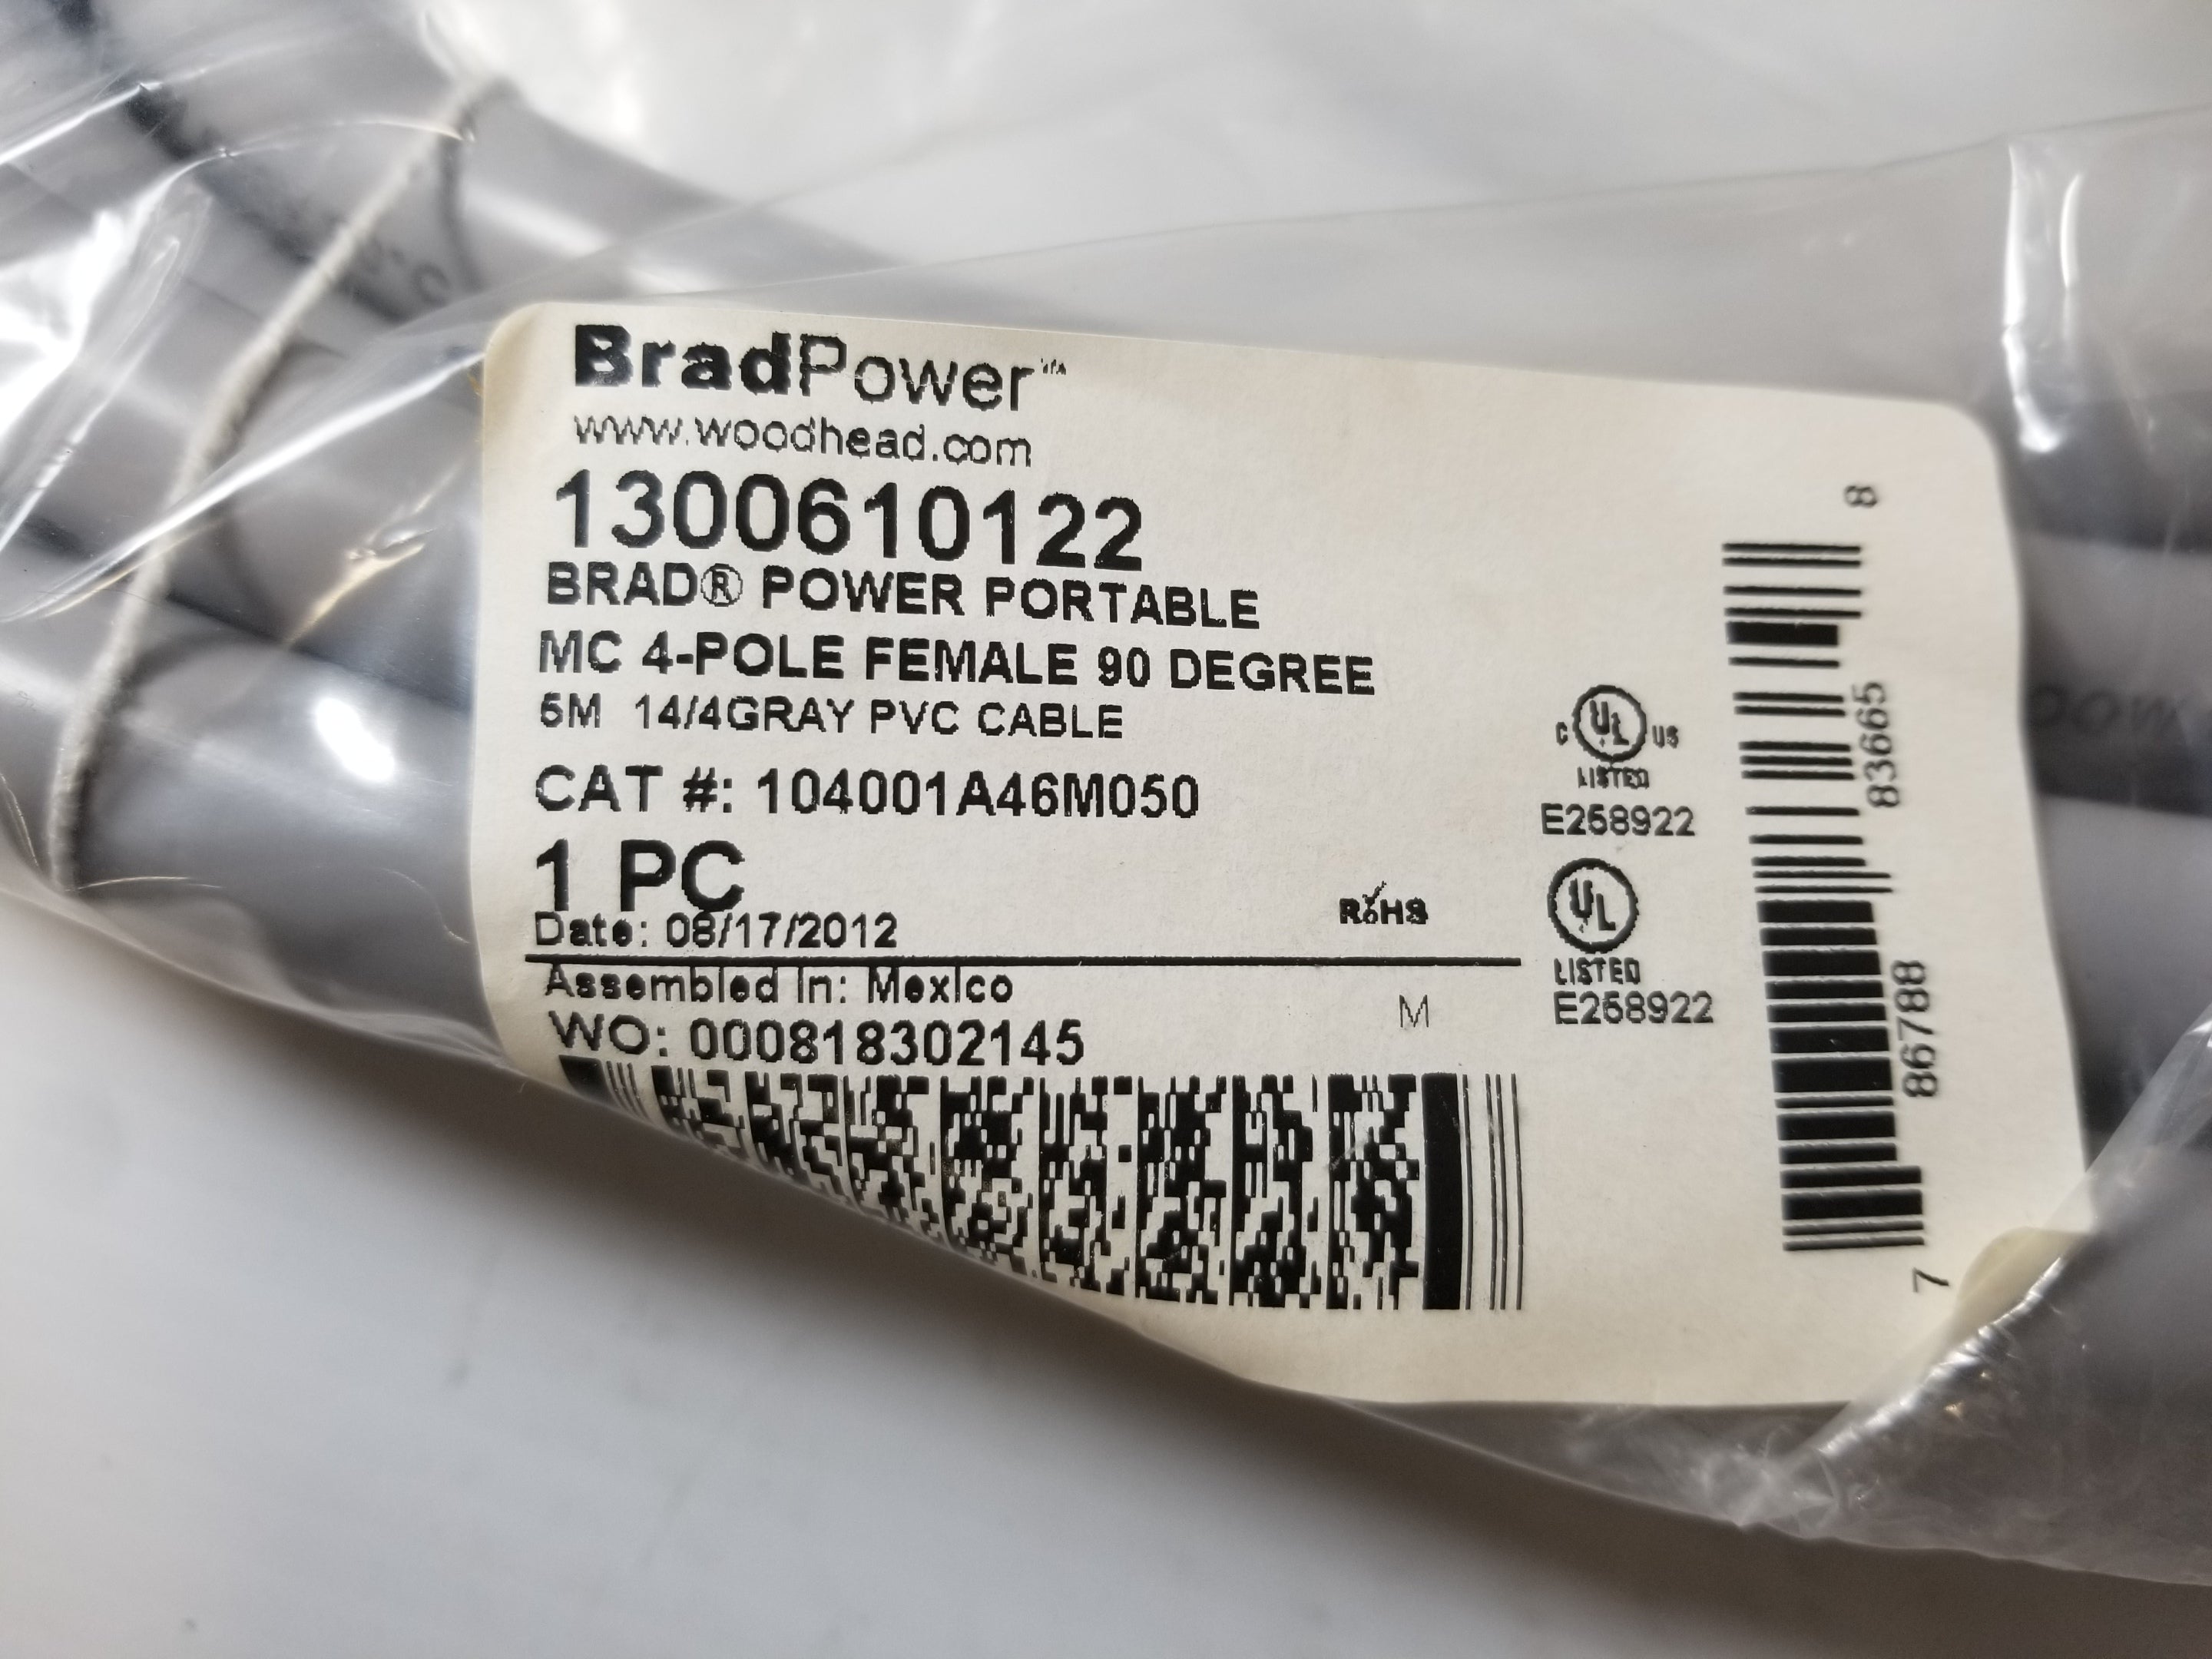 BradPower™
www.woodhead.com
1300610122
BRAD® POWER PORTABLE
MC 4-POLE FEMALE 90 DEGREE
5M 14/4GRAY PVC CABLE
CAT #: 104001A46M050
1 PC
Date: 08/17/2012
RoHS
Assembled In: Mexico
M
WO: 000818302145
C UL US
LISTED
E258922
UL
LISTED
E258922
7 86788 83665 8